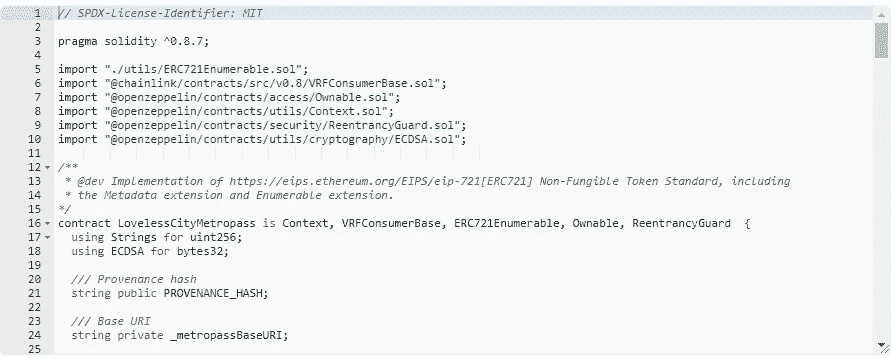 1 // SPDX-License-Identifier: MIT
2
3 pragma solidity ^0.8.7;
4
5 import "./utils/ERC721Enumerable.sol";
6 import "@chainlink/contracts/src/v0.8/VRFConsumerBase.sol";
7 import "@openzeppelin/contracts/access/Ownable.sol";
8 import "@openzeppelin/contracts/utils/Context.sol";
9 import "@openzeppelin/contracts/security/ReentrancyGuard.sol";
10 import "@openzeppelin/contracts/utils/cryptography/ECDSA.sol";
11
12 /**
13  * @dev Implementation of https://eips.ethereum.org/EIPS/eip-721[ERC721] Non-Fungible Token Standard, including
14  * the Metadata extension and Enumerable extension.
15 */
16 contract LovelessCityMetropass is Context, VRFConsumerBase, ERC721Enumerable, Ownable, ReentrancyGuard  {
17   using Strings for uint256;
18   using ECDSA for bytes32;
19
20   /// Provenance hash
21   string public PROVENANCE_HASH;
22
23   /// Base URI
24   string private _metropassBaseURI;
25